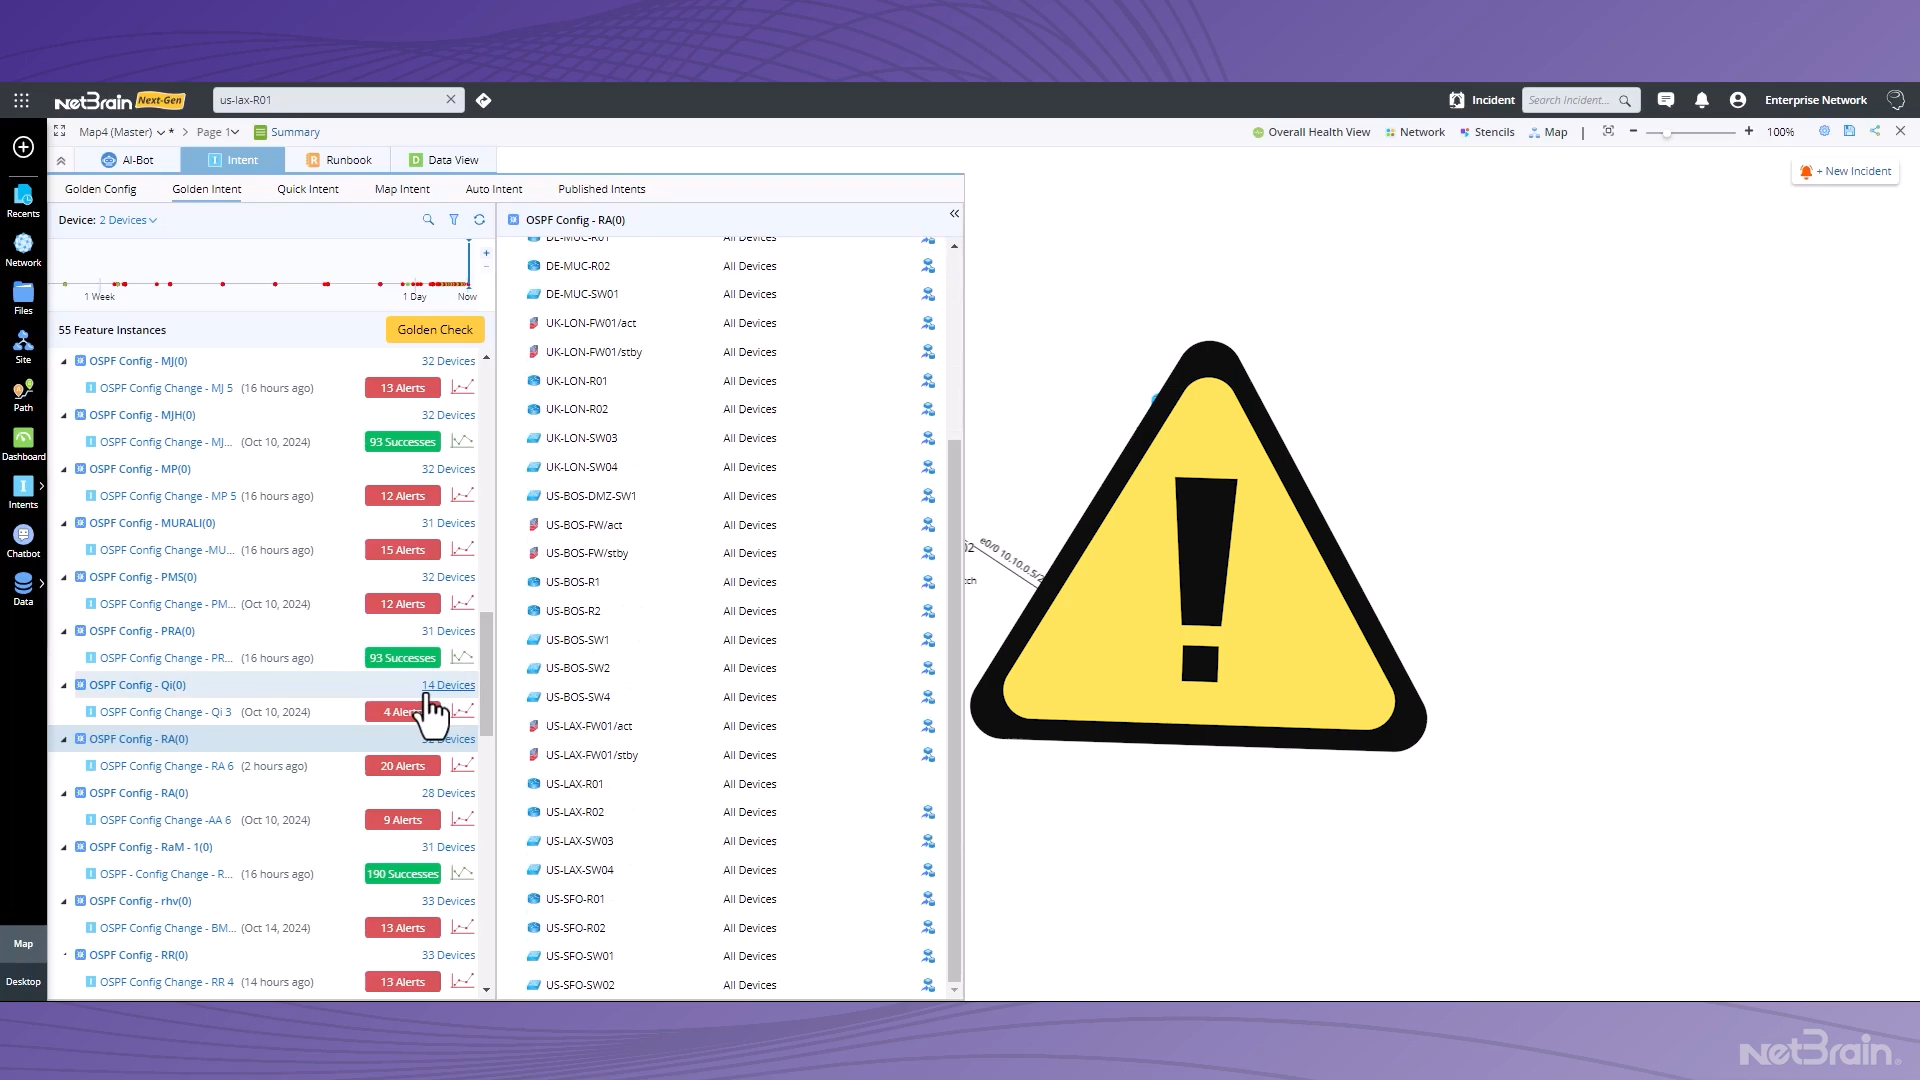 netBrain Next-Gen
us-lax-R01
Incident
Search Incident...
Enterprise Network
Map4 (Master) * > Page 1
Summary
Overall Health View
Network
Stencils
Map
|
100%
AI-Bot
Intent
Runbook
Data View
+ New Incident
Golden Config
Golden Intent
Quick Intent
Map Intent
Auto Intent
Published Intents
Recents
Network
Files
Site
Path
Dashboard
Intents
Chatbot
Data
Map
Desktop
Device: 2 Devices
1 Week
1 Day
Now
55 Feature Instances
Golden Check
OSPF Config - MJ(0) 32 Devices
OSPF Config Change - MJ 5 (16 hours ago) 13 Alerts
OSPF Config - MJH(0) 32 Devices
OSPF Config Change - MJ... (Oct 10, 2024) 93 Successes
OSPF Config - MP(0) 32 Devices
OSPF Config Change - MP 5 (16 hours ago) 12 Alerts
OSPF Config - MURALI(0) 31 Devices
OSPF Config Change -MU... (16 hours ago) 15 Alerts
OSPF Config - PMS(0) 32 Devices
OSPF Config Change - PM... (Oct 10, 2024) 12 Alerts
OSPF Config - PRA(0) 31 Devices
OSPF Config Change - PR... (16 hours ago) 93 Successes
OSPF Config - Qi(0) 14 Devices
OSPF Config Change - Qi 3 (Oct 10, 2024) 4
OSPF Config - RA(0) Devices
OSPF Config Change - RA 6 (2 hours ago) 20 Alerts
OSPF Config - RA(0) 28 Devices
OSPF Config Change -AA 6 (Oct 10, 2024) 9 Alerts
OSPF Config - RaM - 1(0) 31 Devices
OSPF - Config Change - R... (16 hours ago) 190 Successes
OSPF Config - rhv(0) 33 Devices
OSPF Config Change - BM... (Oct 14, 2024) 13 Alerts
OSPF Config - RR(0) 33 Devices
OSPF Config Change - RR 4 (14 hours ago) 13 Alerts
OSPF Config - RA(0)
DE-MUC-R01 All Devices
DE-MUC-R02 All Devices
DE-MUC-SW01 All Devices
UK-LON-FW01/act All Devices
UK-LON-FW01/stby All Devices
UK-LON-R01 All Devices
UK-LON-R02 All Devices
UK-LON-SW03 All Devices
UK-LON-SW04 All Devices
US-BOS-DMZ-SW1 All Devices
US-BOS-FW/act All Devices
US-BOS-FW/stby All Devices
US-BOS-R1 All Devices
US-BOS-R2 All Devices
US-BOS-SW1 All Devices
US-BOS-SW2 All Devices
US-BOS-SW4 All Devices
US-LAX-FW01/act All Devices
US-LAX-FW01/stby All Devices
US-LAX-R01 All Devices
US-LAX-R02 All Devices
US-LAX-SW03 All Devices
US-LAX-SW04 All Devices
US-SFO-R01 All Devices
US-SFO-R02 All Devices
US-SFO-SW01 All Devices
US-SFO-SW02 All Devices
e0/0 10.10.0.5/2
!
netBrain